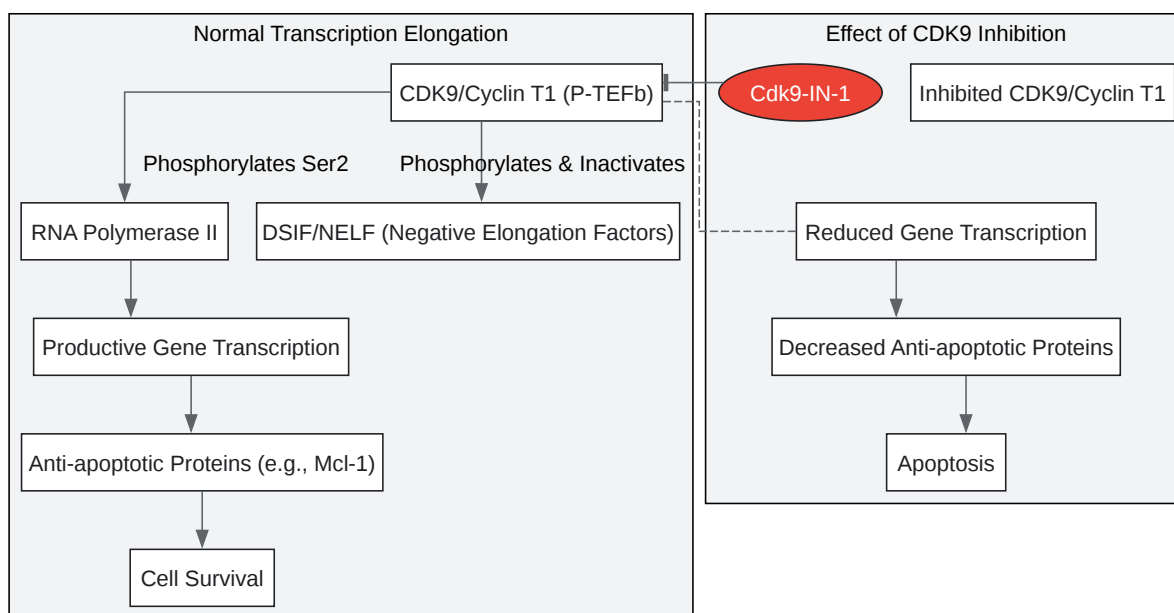 Normal Transcription Elongation
Effect of CDK9 Inhibition
CDK9/Cyclin T1 (P-TEFb)
Cdk9-IN-1
Inhibited CDK9/Cyclin T1
Phosphorylates Ser2
Phosphorylates & Inactivates
RNA Polymerase II
DSIF/NELF (Negative Elongation Factors)
Reduced Gene Transcription
Productive Gene Transcription
Decreased Anti-apoptotic Proteins
Anti-apoptotic Proteins (e.g., Mcl-1)
Apoptosis
Cell Survival